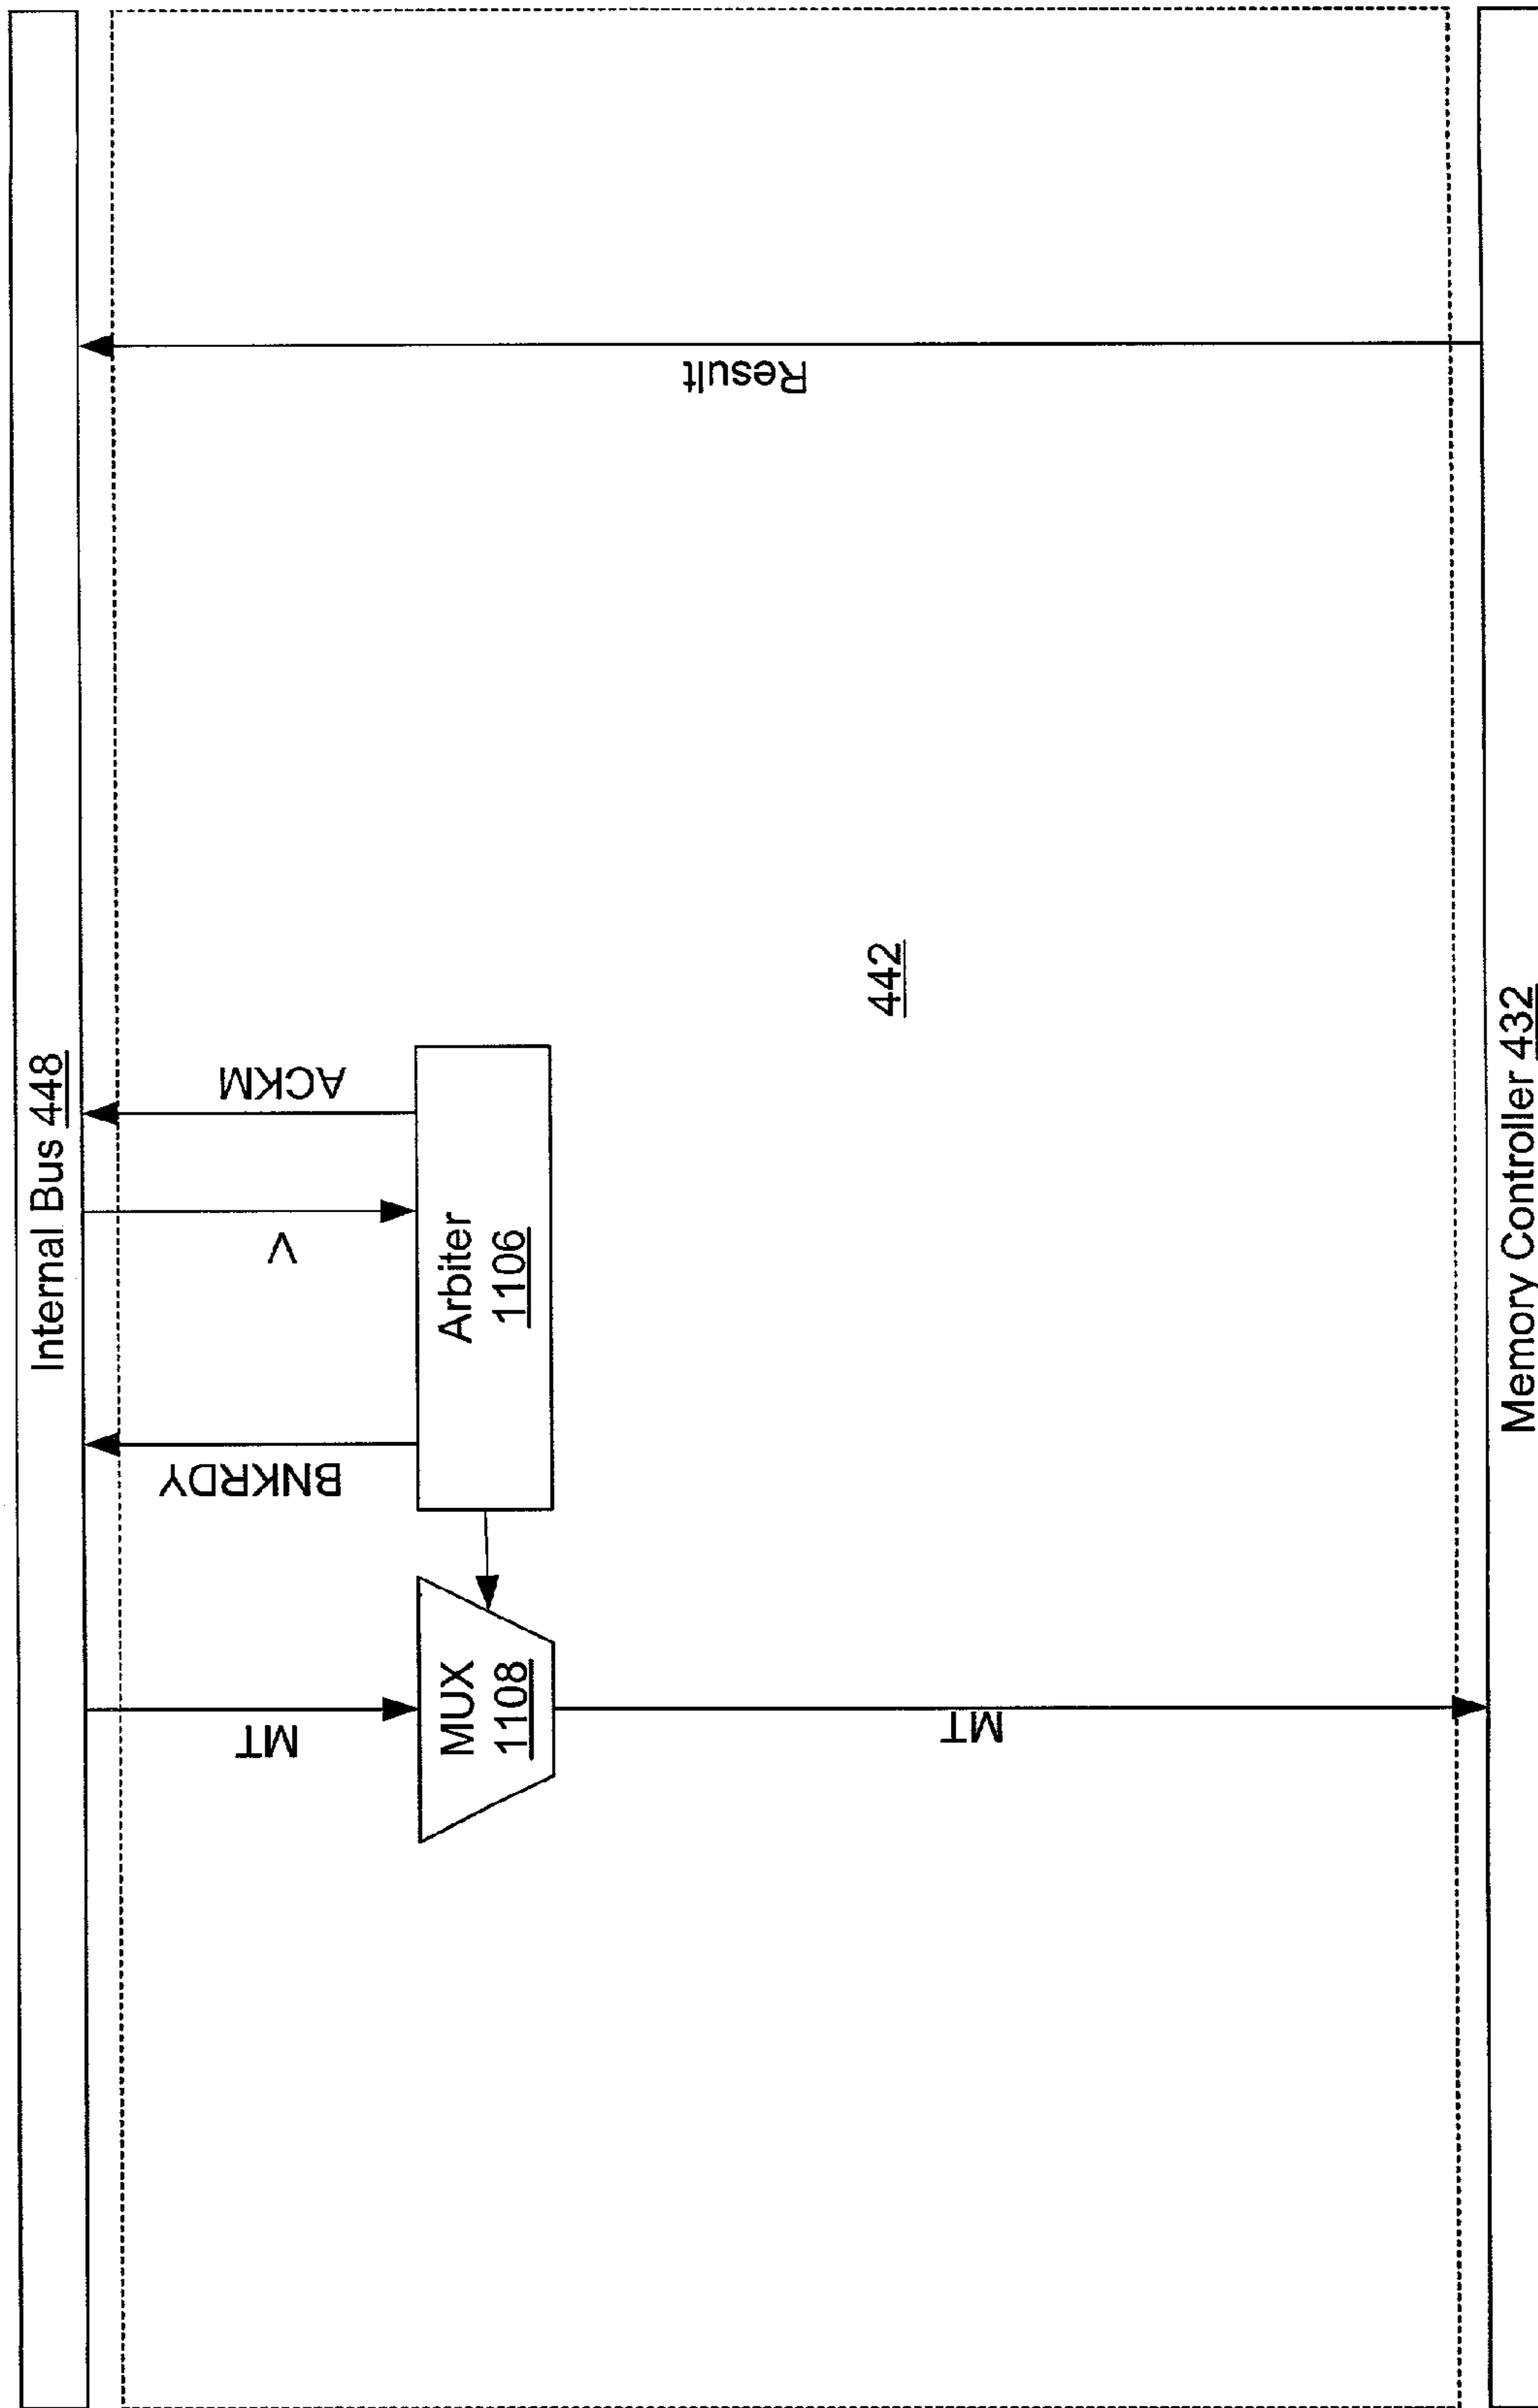 Internal Bus 448
MT
BNKRDY
V
ACKM
Result
MUX
1108
Arbiter
1106
442
MT
Memory Controller 432